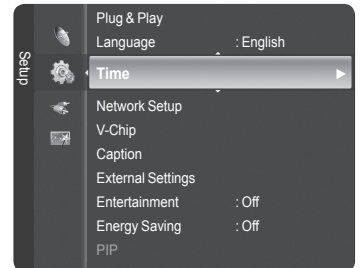 Setup
Plug & Play
Language : English
Time
Network Setup
V-Chip
Caption
External Settings
Entertainment : Off
Energy Saving : Off
PIP